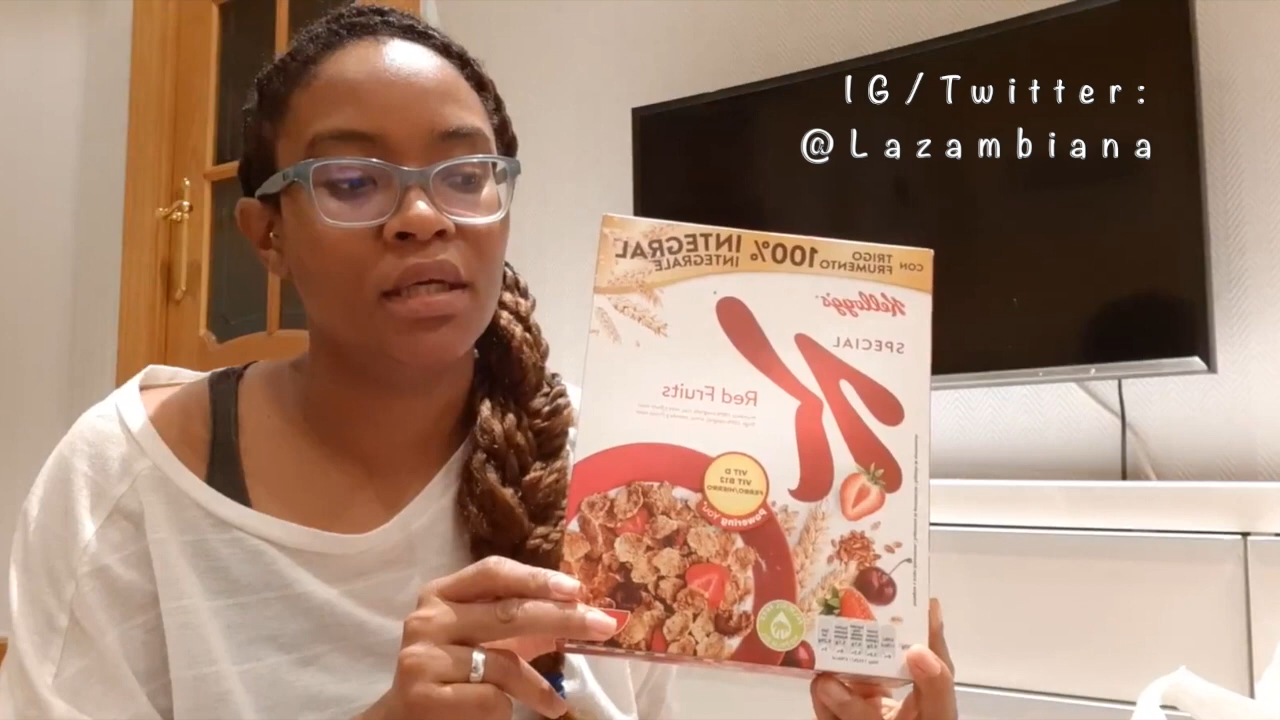 IG/Twitter:
@Lazambiana
CON TRIGO 100% INTEGRAL
FRUMENTO INTEGRALE
Kellogg's
SPECIAL
K
Red Fruits
VIT D
VIT B12
FERRO/HIERRO
Powering You